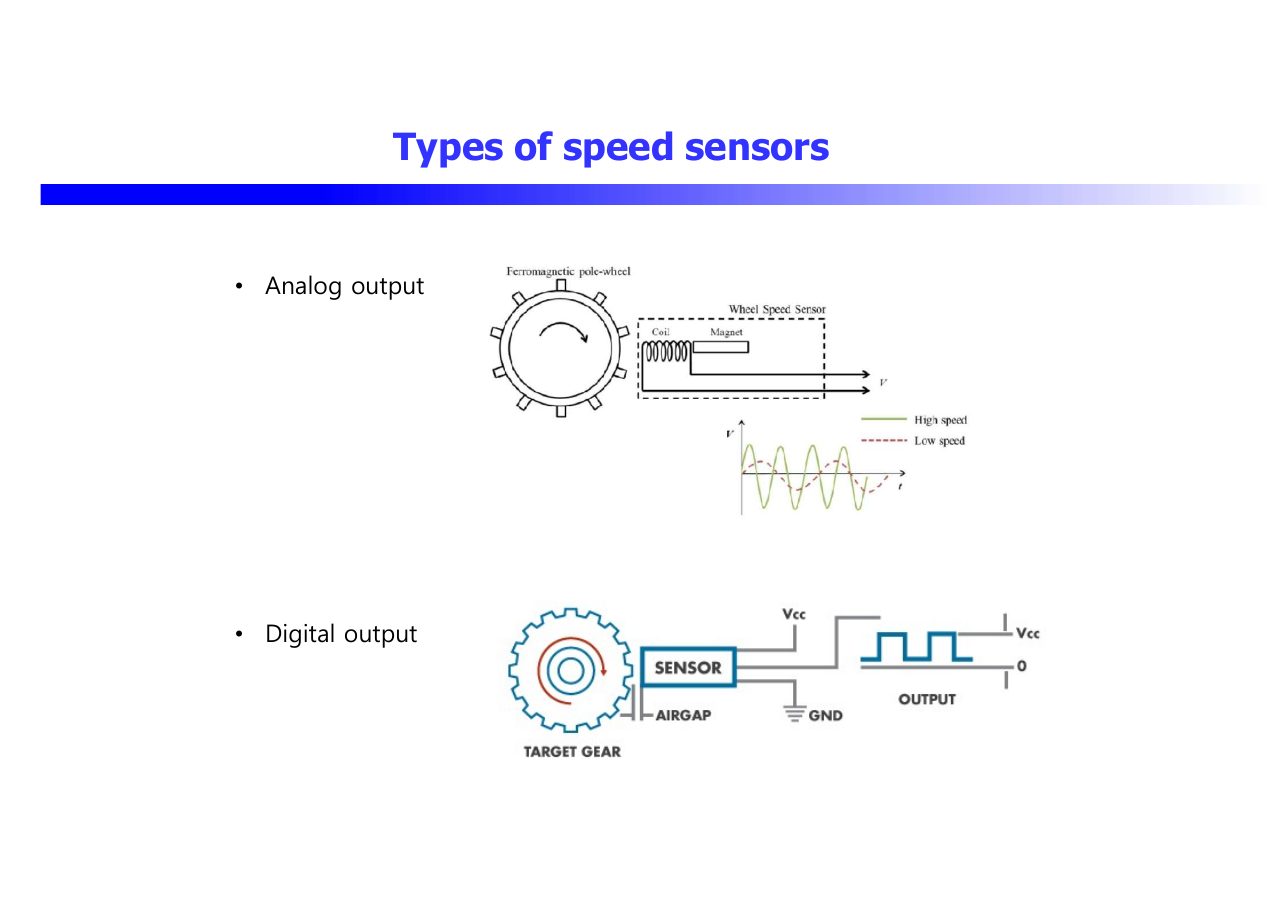 Types of speed sensors
• Analog output
Ferromagnetic pole-wheel
Wheel Speed Sensor
Coil
Magnet
V
High speed
Low speed
V
t
• Digital output
Vcc
SENSOR
Vcc
0
OUTPUT
AIRGAP
GND
TARGET GEAR